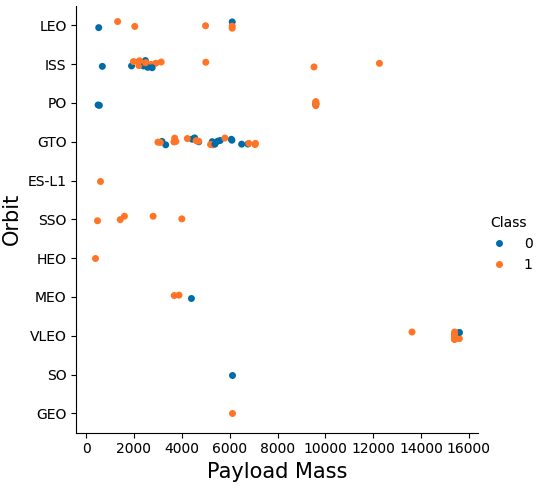 LEO
ISS
PO
GTO
ES-L1
SSO
HEO
MEO
VLEO
SO
GEO
Orbit
0 2000 4000 6000 8000 10000 12000 14000 16000
Payload Mass
Class
0
1